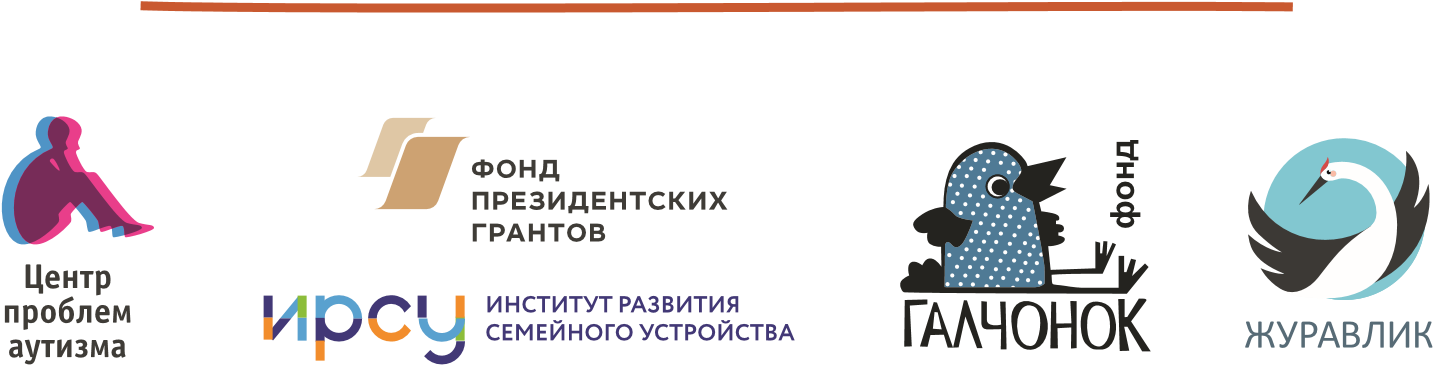 Центр
проблем
аутизма
ФОНД
ПРЕЗИДЕНТСКИХ
ГРАНТОВ
ирсу
ИНСТИТУТ РАЗВИТИЯ
СЕМЕЙНОГО УСТРОЙСТВА
фонд
ГАЛЧОНОК
ЖУРАВЛИК